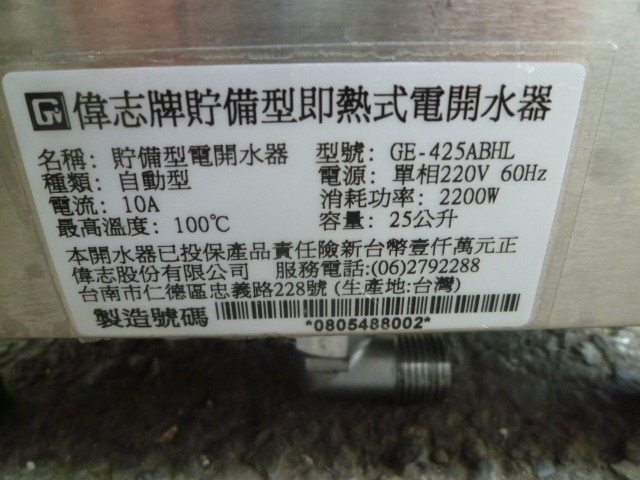 偉志牌貯備型即熱式電開水器
名稱: 貯備型電開水器 型號: GE-425ABHL
種類: 自動型 電源: 單相220V 60Hz
電流: 10A 消耗功率: 2200W
最高溫度: 100℃ 容量: 25公升
本開水器已投保產品責任險新台幣壹仟萬元正
偉志股份有限公司 服務電話:(06)2792288
台南市仁德區忠義路228號 (生產地:台灣)
製造號碼 *0805488002*